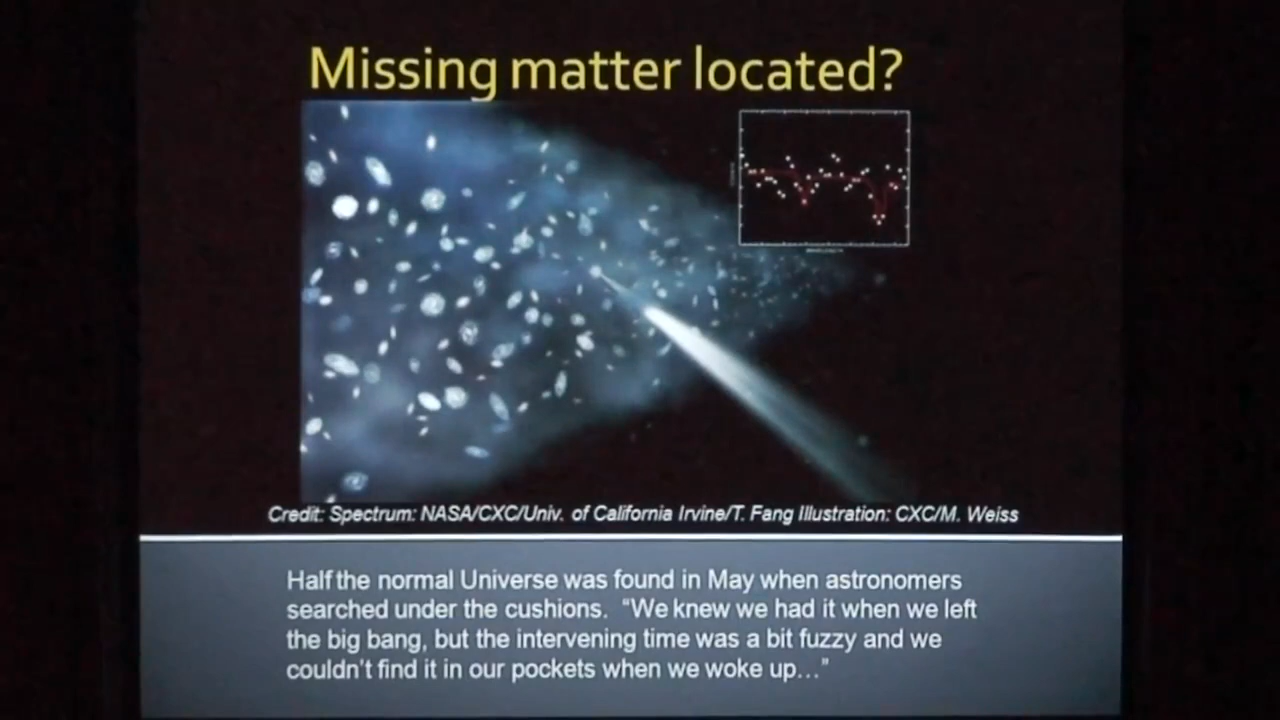 Missing matter located?
Credit: Spectrum: NASA/CXC/Univ. of California Irvine/T. Fang Illustration: CXC/M. Weiss
Half the normal Universe was found in May when astronomers
searched under the cushions.  “We knew we had it when we left
the big bang, but the intervening time was a bit fuzzy and we
couldn’t find it in our pockets when we woke up…”